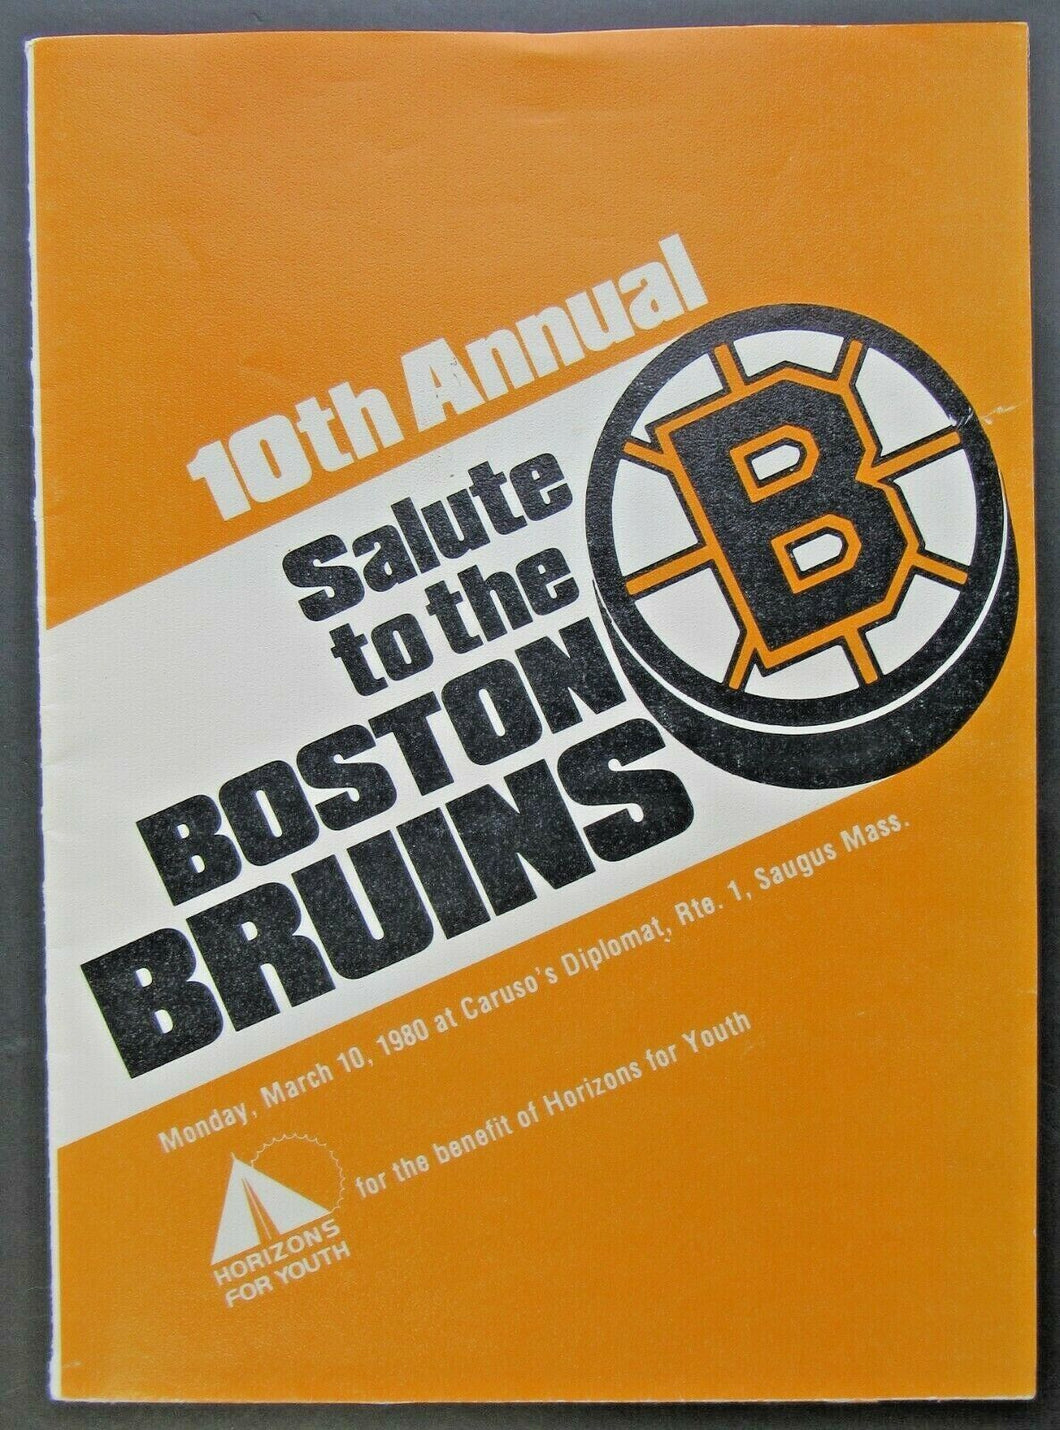 10th Annual
Salute
to the
BOSTON
BRUINS
B
Monday, March 10, 1980 at Caruso's Diplomat, Rte. 1, Saugus Mass.
for the benefit of Horizons for Youth
HORIZONS
FOR YOUTH